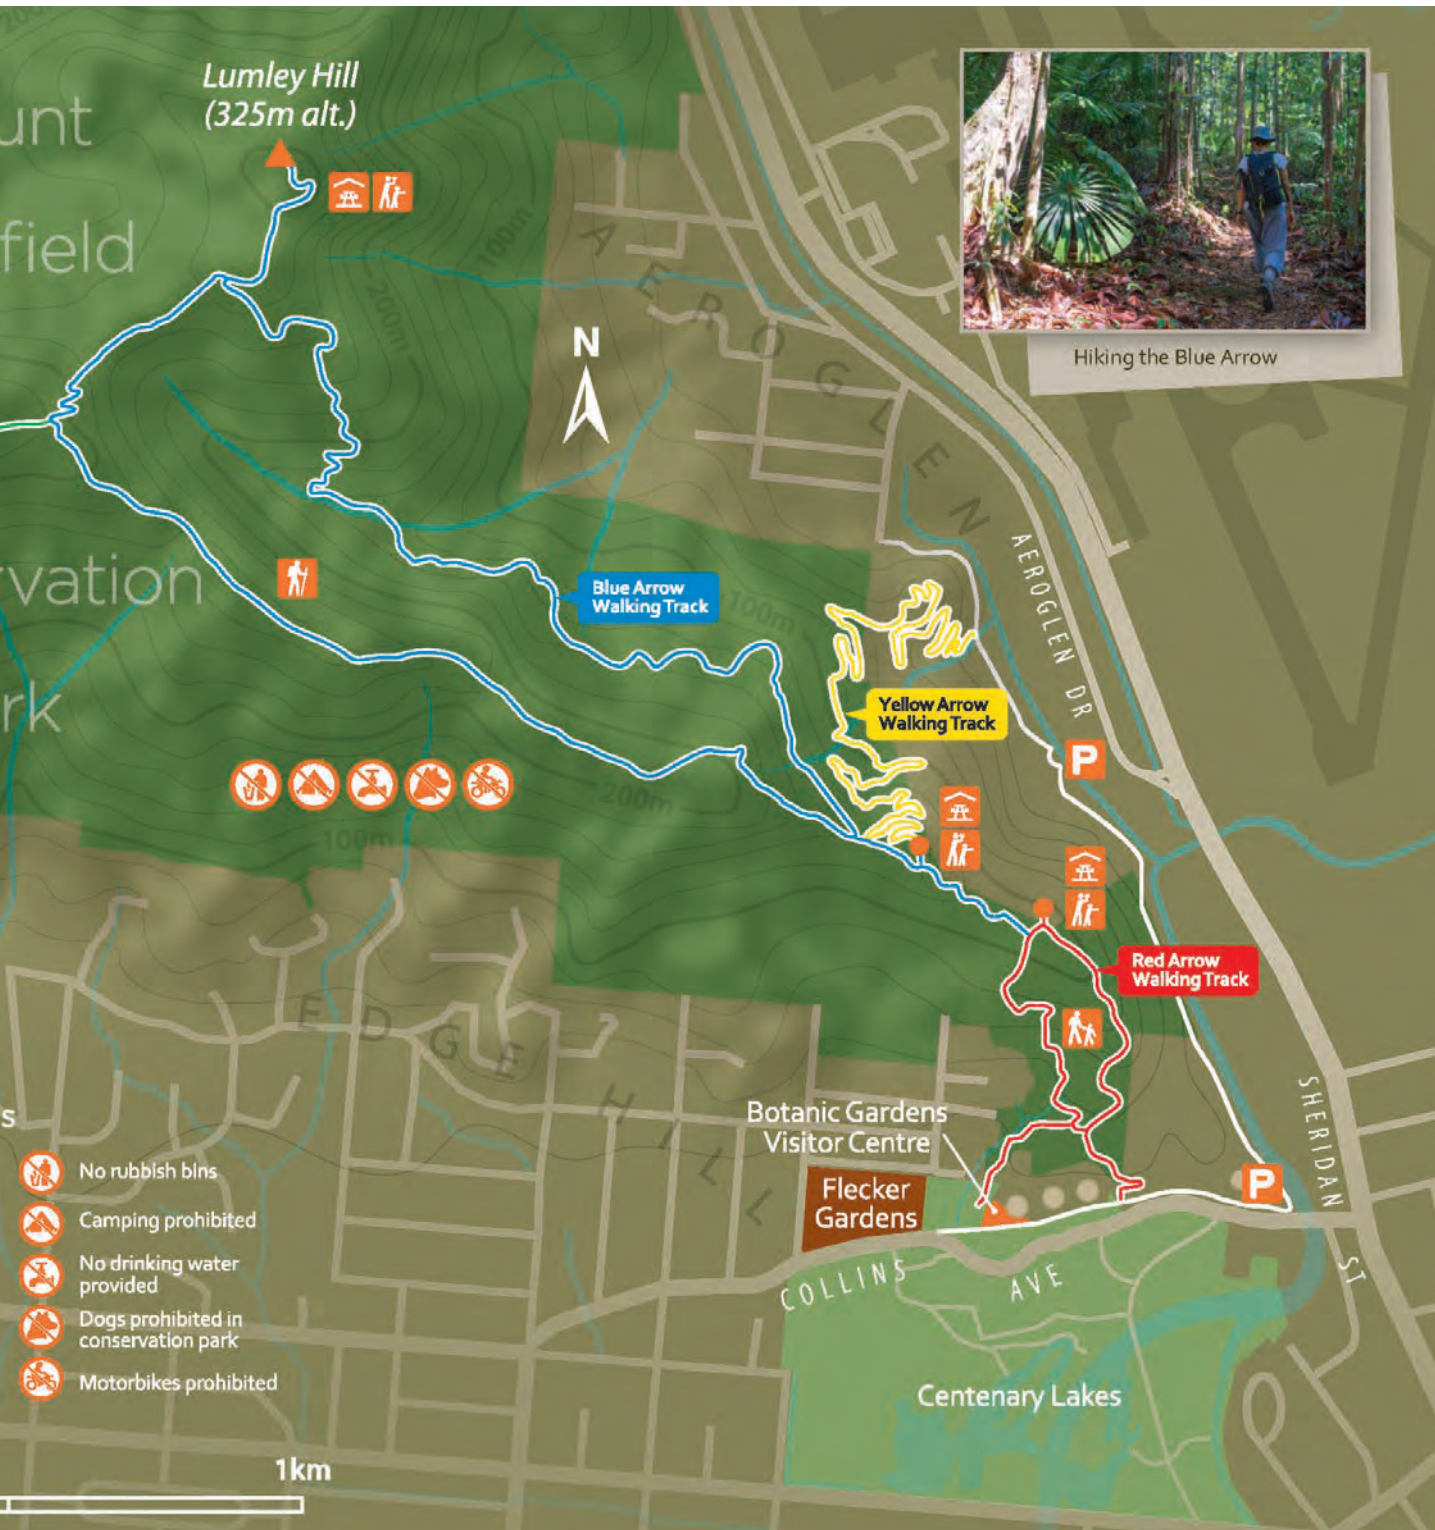 Lumley Hill
(325m alt.)
unt
field
vation
rk
200m
100m
200m
100m
200m
100m
AEROGLEN
N
Hiking the Blue Arrow
Blue Arrow
Walking Track
Yellow Arrow
Walking Track
AEROGLEN DR
P
Red Arrow
Walking Track
EDGE HILL
SHERIDAN ST
Botanic Gardens
Visitor Centre
P
Flecker
Gardens
COLLINS AVE
Centenary Lakes
s
No rubbish bins
Camping prohibited
No drinking water
provided
Dogs prohibited in
conservation park
Motorbikes prohibited
1km